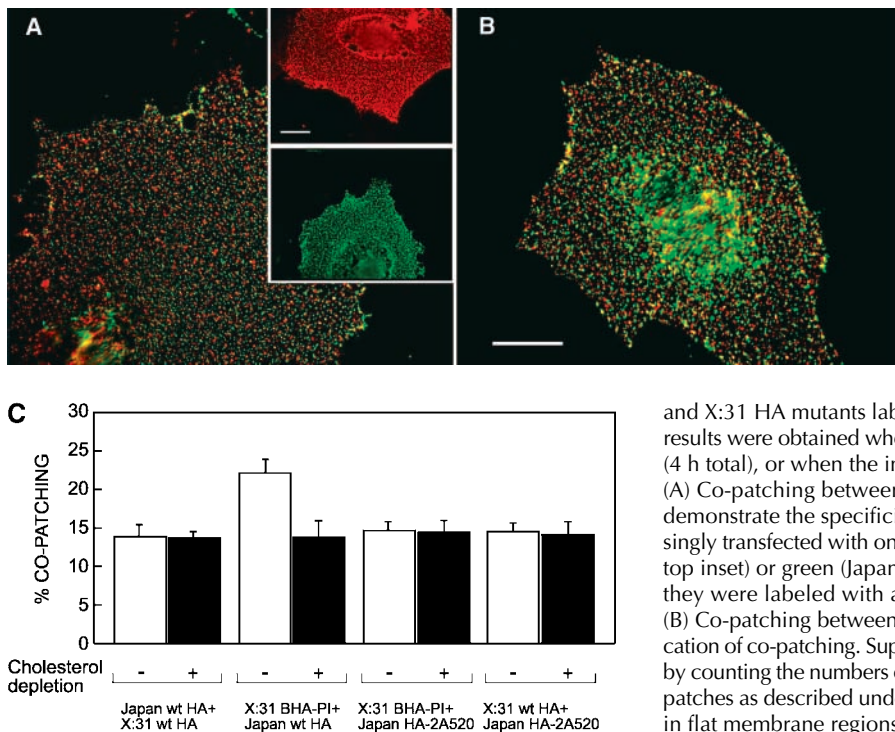 A
B
C
30
25
20
15
10
5
0
% CO-PATCHING
Cholesterol
depletion
- + - + - + - +
Japan wt HA+
X:31 wt HA
X:31 BHA-PI+
Japan wt HA
X:31 BHA-PI+
Japan HA-2A520
X:31 wt HA+
Japan HA-2A520
and X:31 HA mutants lab
results were obtained whe
(4 h total), or when the in
(A) Co-patching between
demonstrate the specifici
singly transfected with on
top inset) or green (Japan
they were labeled with a
(B) Co-patching between
cation of co-patching. Sup
by counting the numbers o
patches as described unde
in flat membrane regions